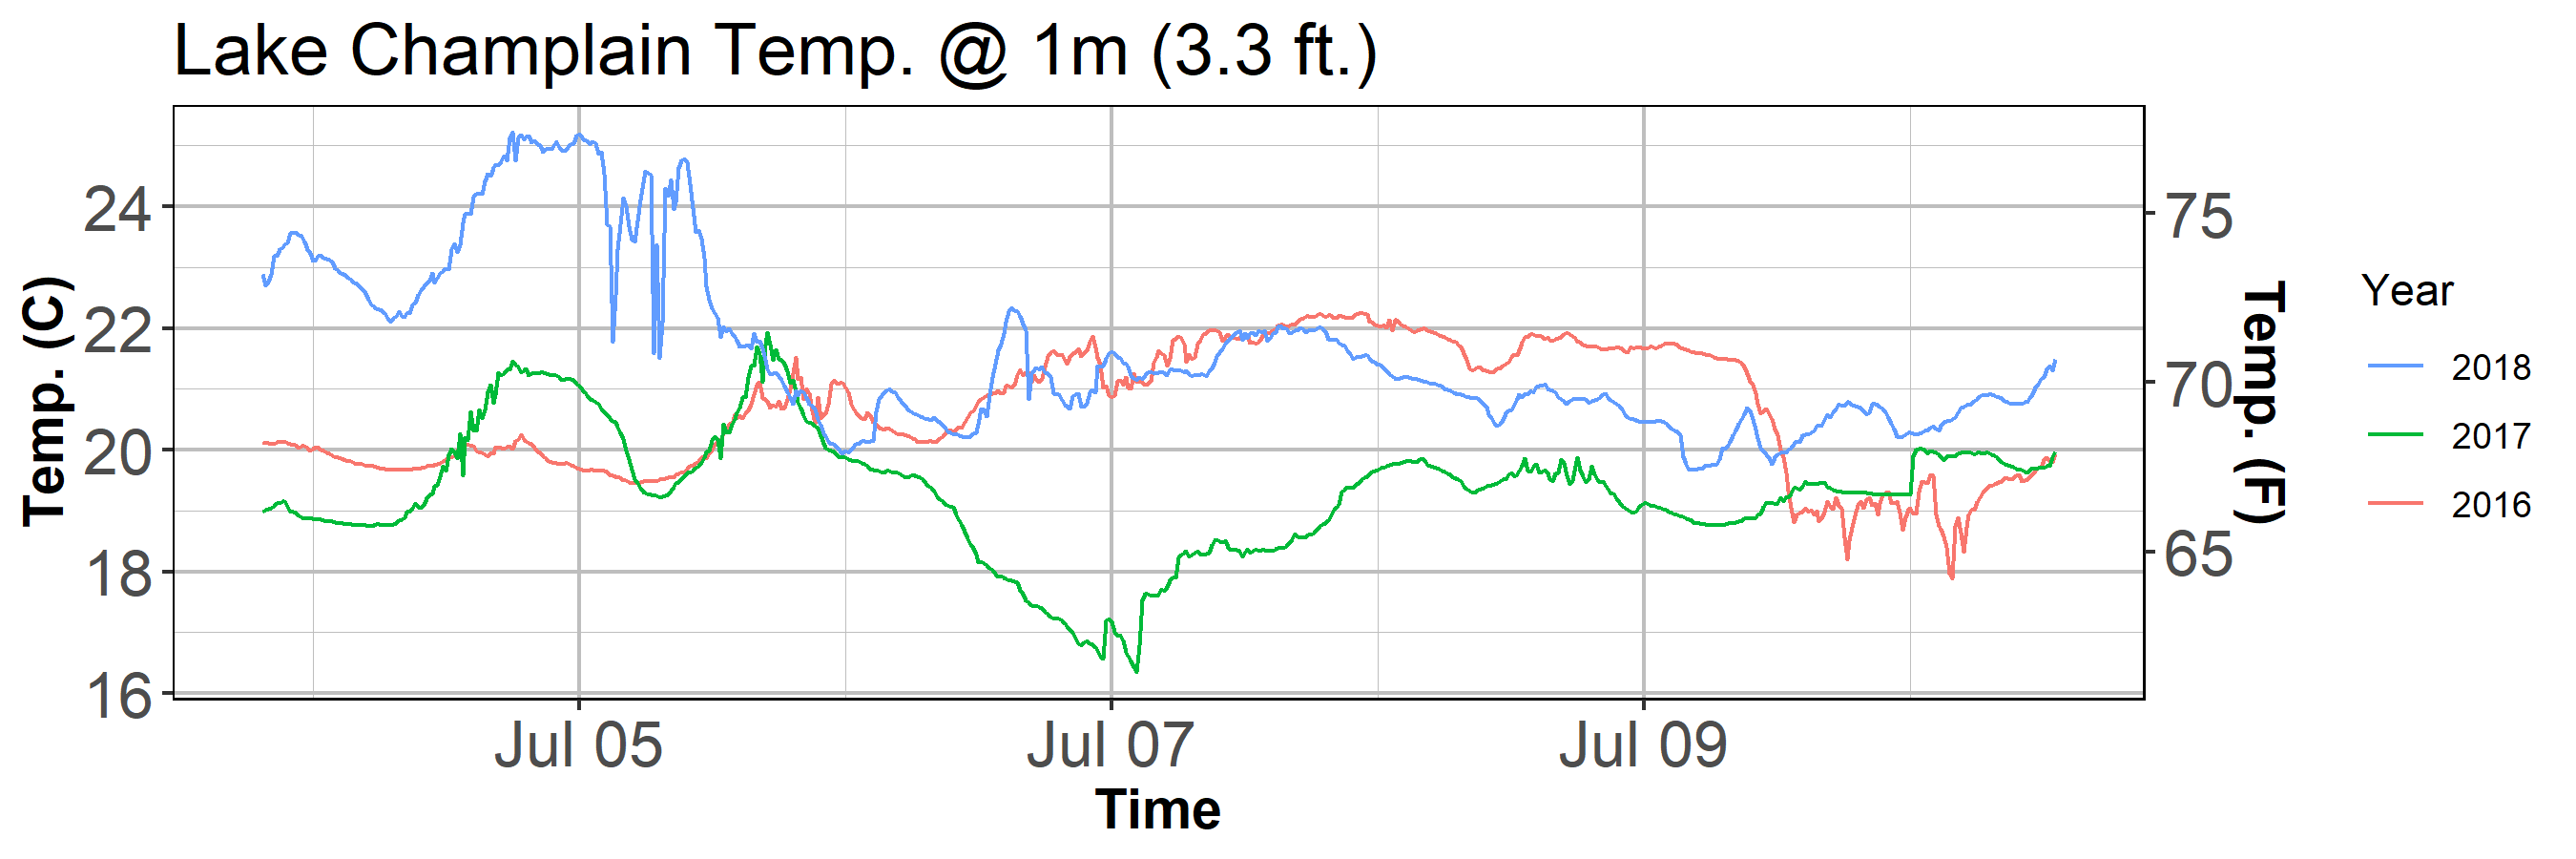 Lake Champlain Temp. @ 1m (3.3 ft.)
Temp. (C)
24
22
20
18
16
75
70
65
Temp. (F)
Jul 05
Jul 07
Jul 09
Time
Year
2018
2017
2016